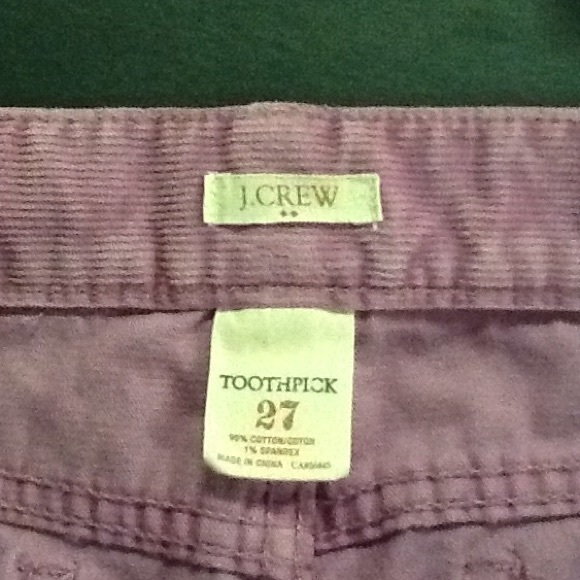 J.CREW
TOOTHPICK
27
99% COTTON/COTON
1% SPANDEX
MADE IN CHINA